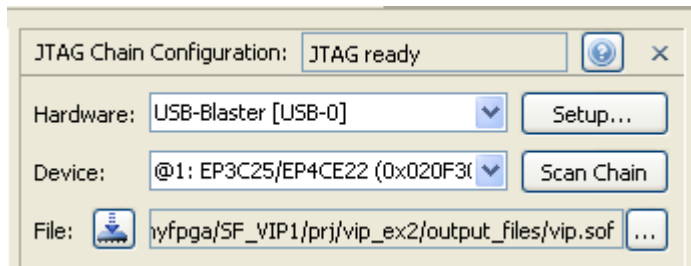 JTAG Chain Configuration: JTAG ready
Hardware: USB-Blaster [USB-0] Setup...
Device: @1: EP3C25/EP4CE22 (0x020F30 Scan Chain
File: nyfpga/SF_VIP1/prj/vip_ex2/output_files/vip.sof ...